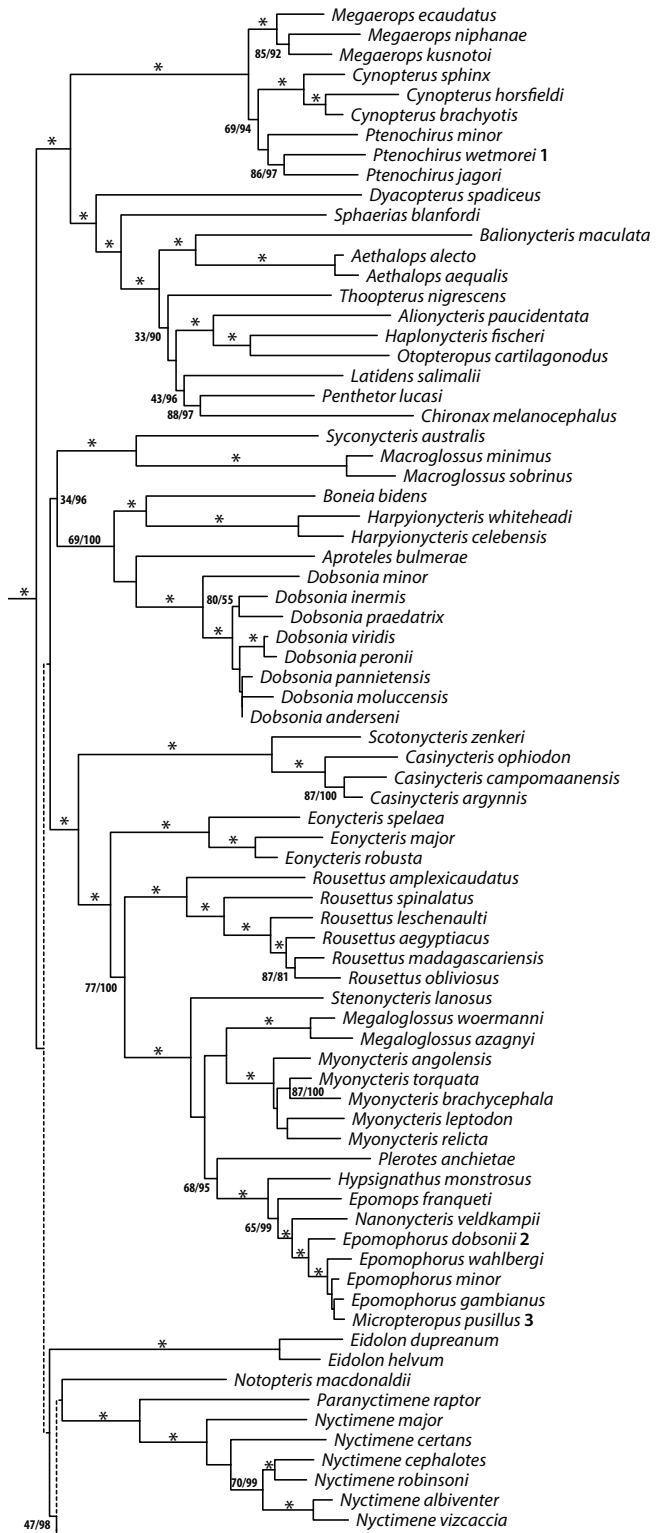 Megaerops ecaudatus
*
Megaerops niphanae
85/92
Megaerops kusnotoi
*
Cynopterus sphinx
*
Cynopterus horsfieldi
*
Cynopterus brachyotis
69/94
Ptenochirus minor
*
Ptenochirus wetmorei 1
86/97
Ptenochirus jagori
Dyacopterus spadiceus
*
Sphaerias blanfordi
*
Balionycteris maculata
*
Aethalops alecto
*
*
Aethalops aequalis
Thoopterus nigrescens
Alionycteris paucidentata
33/90
*
Haplonycteris fischeri
*
Otopteropus cartilagonodus
Latidens salimalii
43/96
Penthetor lucasi
88/97
Chironax melanocephalus
Syconycteris australis
*
Macroglossus minimus
*
Macroglossus sobrinus
34/96
Boneia bidens
*
Harpyionycteris whiteheadi
*
69/100
Harpyionycteris celebensis
Aproteles bulmerae
Dobsonia minor
*
80/55
*
Dobsonia inermis
Dobsonia praedatrix
*
Dobsonia viridis
*
Dobsonia peronii
Dobsonia pannietensis
Dobsonia moluccensis
Dobsonia anderseni
Scotonycteris zenkeri
*
Casinycteris ophiodon
*
Casinycteris campomaanensis
87/100
Casinycteris argynnis
Eonycteris spelaea
*
*
Eonycteris major
*
Eonycteris robusta
Rousettus amplexicaudatus
*
*
Rousettus spinalatus
*
Rousettus leschenaulti
*
Rousettus aegyptiacus
*
Rousettus madagascariensis
87/81
77/100
Rousettus obliviosus
Stenonycteris lanosus
Megaloglossus woermanni
*
Megaloglossus azagnyi
*
Myonycteris angolensis
*
Myonycteris torquata
87/100
Myonycteris brachycephala
Myonycteris leptodon
Myonycteris relicta
Plerotes anchietae
68/95
Hypsignathus monstrosus
*
Epomops franqueti
65/99
Nanonycteris veldkampii
*
Epomophorus dobsonii 2
*
Epomophorus wahlbergi
*
Epomophorus minor
Epomophorus gambianus
Micropteropus pusillus 3
Eidolon dupreanum
*
Eidolon helvum
Notopteris macdonaldii
Paranyctimene raptor
*
Nyctimene major
*
Nyctimene certans
Nyctimene cephalotes
*
70/99
Nyctimene robinsoni
Nyctimene albiventer
*
Nyctimene vizcaccia
47/98